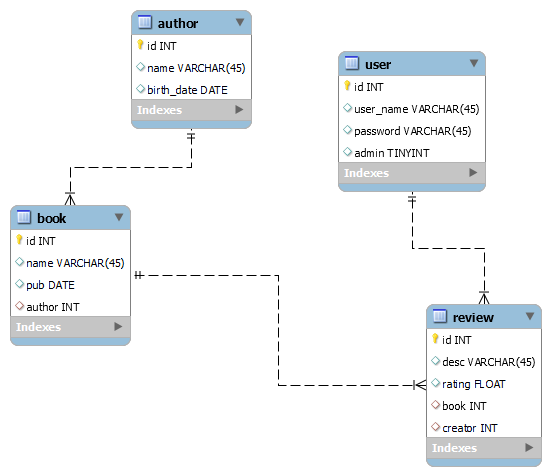 author
id INT
name VARCHAR(45)
birth_date DATE
Indexes
user
id INT
user_name VARCHAR(45)
password VARCHAR(45)
admin TINYINT
Indexes
book
id INT
name VARCHAR(45)
pub DATE
author INT
Indexes
review
id INT
desc VARCHAR(45)
rating FLOAT
book INT
creator INT
Indexes